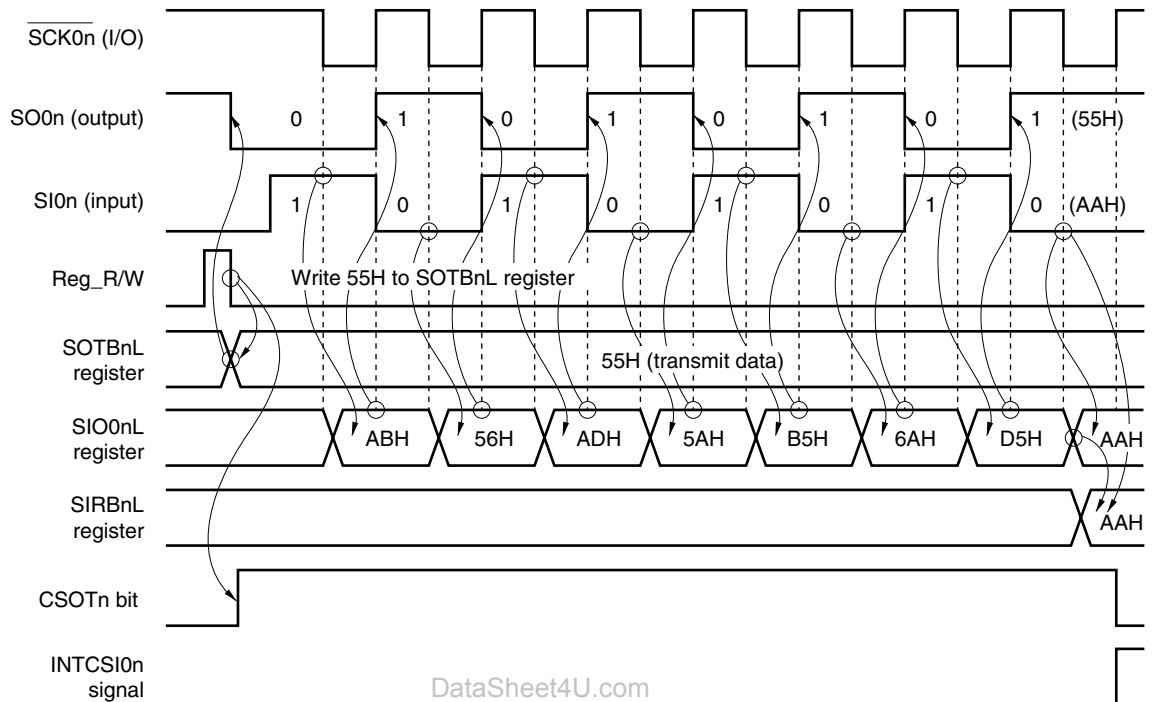 SCK0n (I/O)
SO0n (output) 0 1 0 1 0 1 0 1 (55H)
SI0n (input) 1 0 1 0 1 0 1 0 (AAH)
Reg_R/W Write 55H to SOTBnL register
SOTBnL
register 55H (transmit data)
SIO0nL
register ABH 56H ADH 5AH B5H 6AH D5H AAH
SIRBnL
register AAH
CSOTn bit
INTCSI0n
signal
DataSheet4U.com